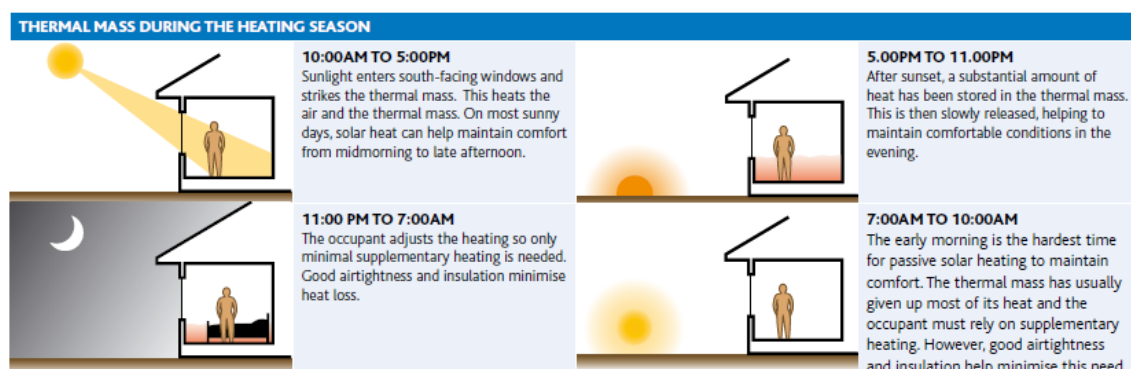 THERMAL MASS DURING THE HEATING SEASON
10:00AM TO 5:00PM
Sunlight enters south-facing windows and
strikes the thermal mass. This heats the
air and the thermal mass. On most sunny
days, solar heat can help maintain comfort
from midmorning to late afternoon.
5.00PM TO 11.00PM
After sunset, a substantial amount of
heat has been stored in the thermal mass.
This is then slowly released, helping to
maintain comfortable conditions in the
evening.
11:00 PM TO 7:00AM
The occupant adjusts the heating so only
minimal supplementary heating is needed.
Good airtightness and insulation minimise
heat loss.
7:00AM TO 10:00AM
The early morning is the hardest time
for passive solar heating to maintain
comfort. The thermal mass has usually
given up most of its heat and the
occupant must rely on supplementary
heating. However, good airtightness
and insulation help minimise this need